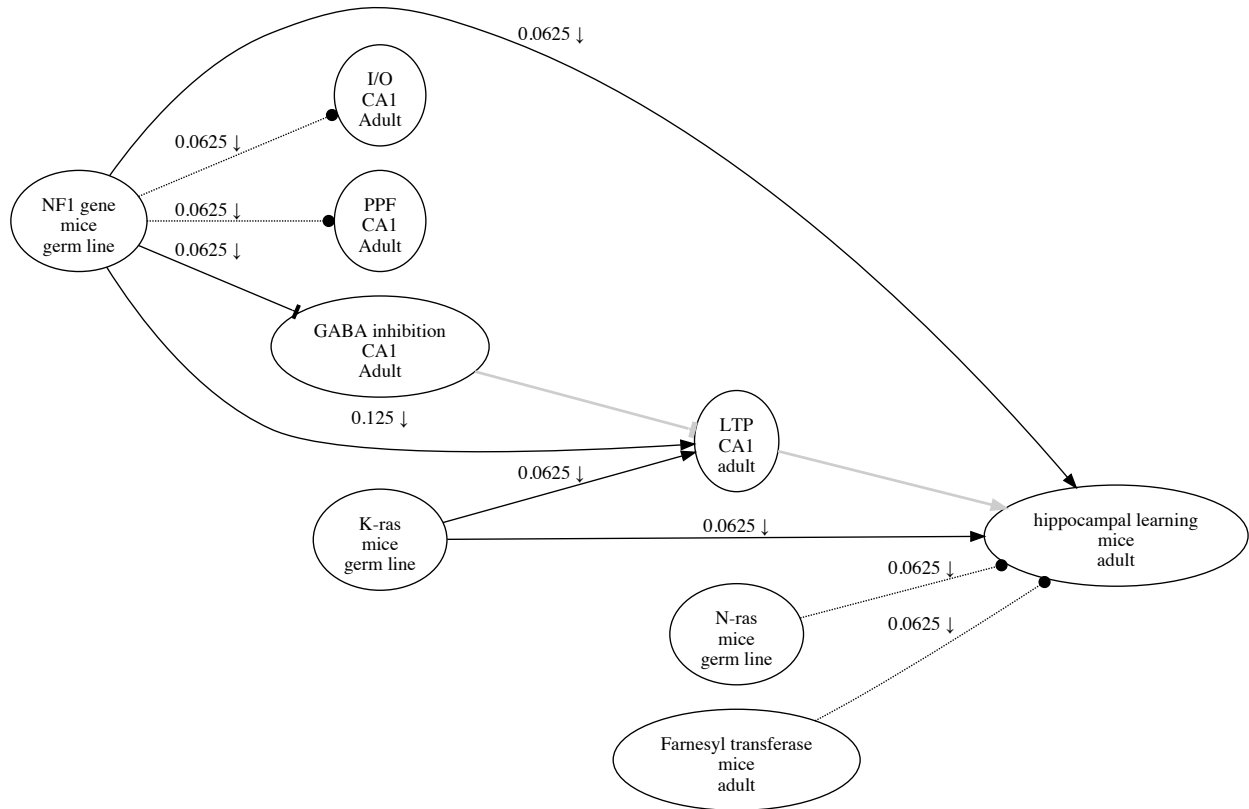 0.0625 ↓
I/O
CA1
Adult
0.0625 ↓
NF1 gene
mice
germ line
0.0625 ↓
PPF
CA1
Adult
0.0625 ↓
GABA inhibition
CA1
Adult
0.125 ↓
LTP
CA1
adult
0.0625 ↓
K-ras
mice
germ line
0.0625 ↓
hippocampal learning
mice
adult
0.0625 ↓
N-ras
mice
germ line
0.0625 ↓
Farnesyl transferase
mice
adult